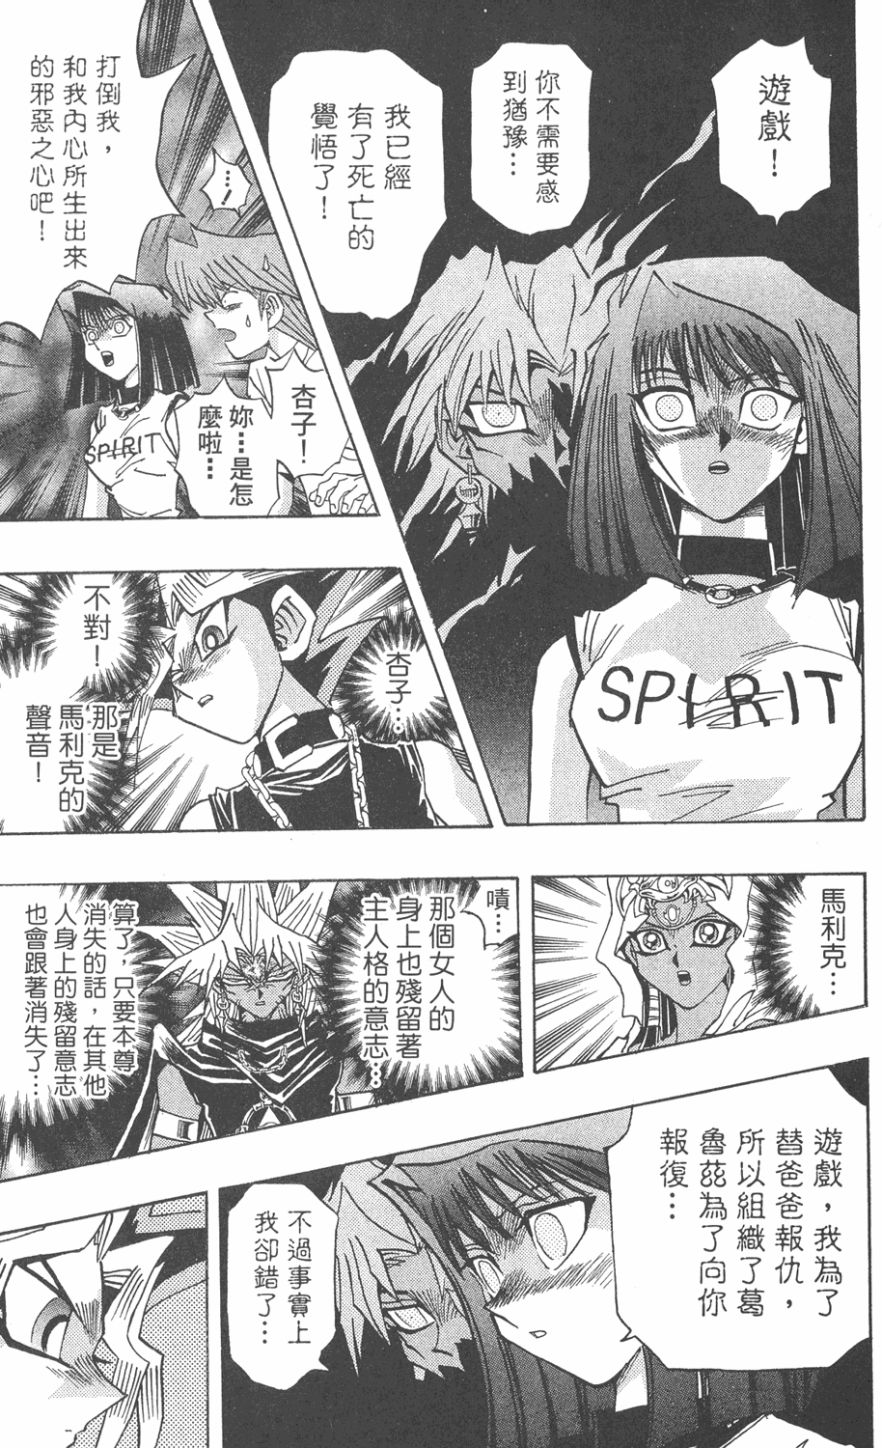 遊戲！
你不需要感
到猶豫…
我已經
有了死亡的
覺悟了！
SPIRIT
打倒我，
和我內心所生出來
的邪惡之心吧！
…！
杏子！
妳…是怎
麼啦…
SPIRIT
杏子…
不對！
那是
馬利克的
聲音！
馬利克…
嘖…
那個女人的
身上也殘留著
主人格的意志…
算了，只要本尊
消失的話，在其他
人身上的殘留意志
也會跟著消失了…
遊戲，我為了
替爸爸報仇，
所以組織了葛
魯茲為了向你
報復…
不過事實上
我卻錯了…